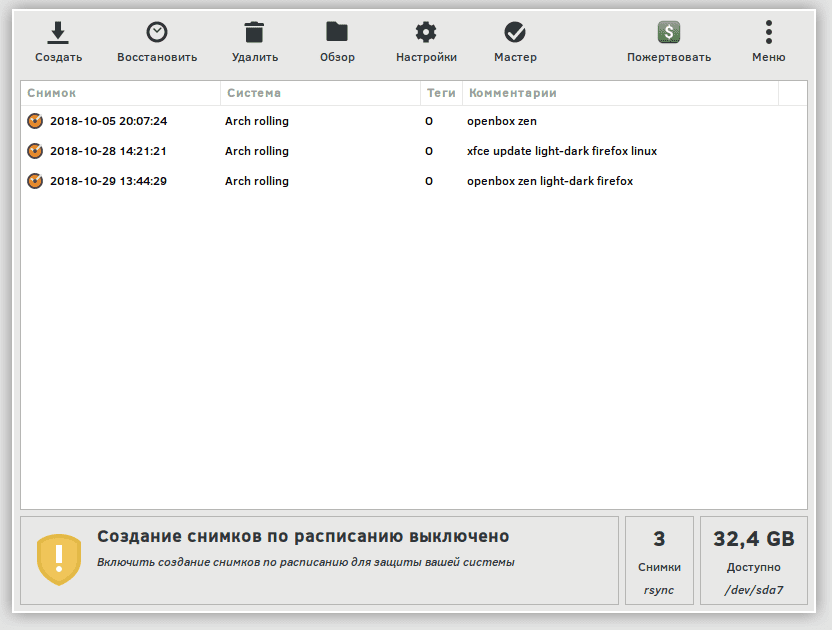 Создать Восстановить Удалить Обзор Настройки Мастер Пожертвовать Меню
Снимок Система Теги Комментарии
2018-10-05 20:07:24 Arch rolling O openbox zen
2018-10-28 14:21:21 Arch rolling O xfce update light-dark firefox linux
2018-10-29 13:44:29 Arch rolling O openbox zen light-dark firefox
Создание снимков по расписанию выключено
Включить создание снимков по расписанию для защиты вашей системы
3
Снимки
rsync
32,4 GB
Доступно
/dev/sda7